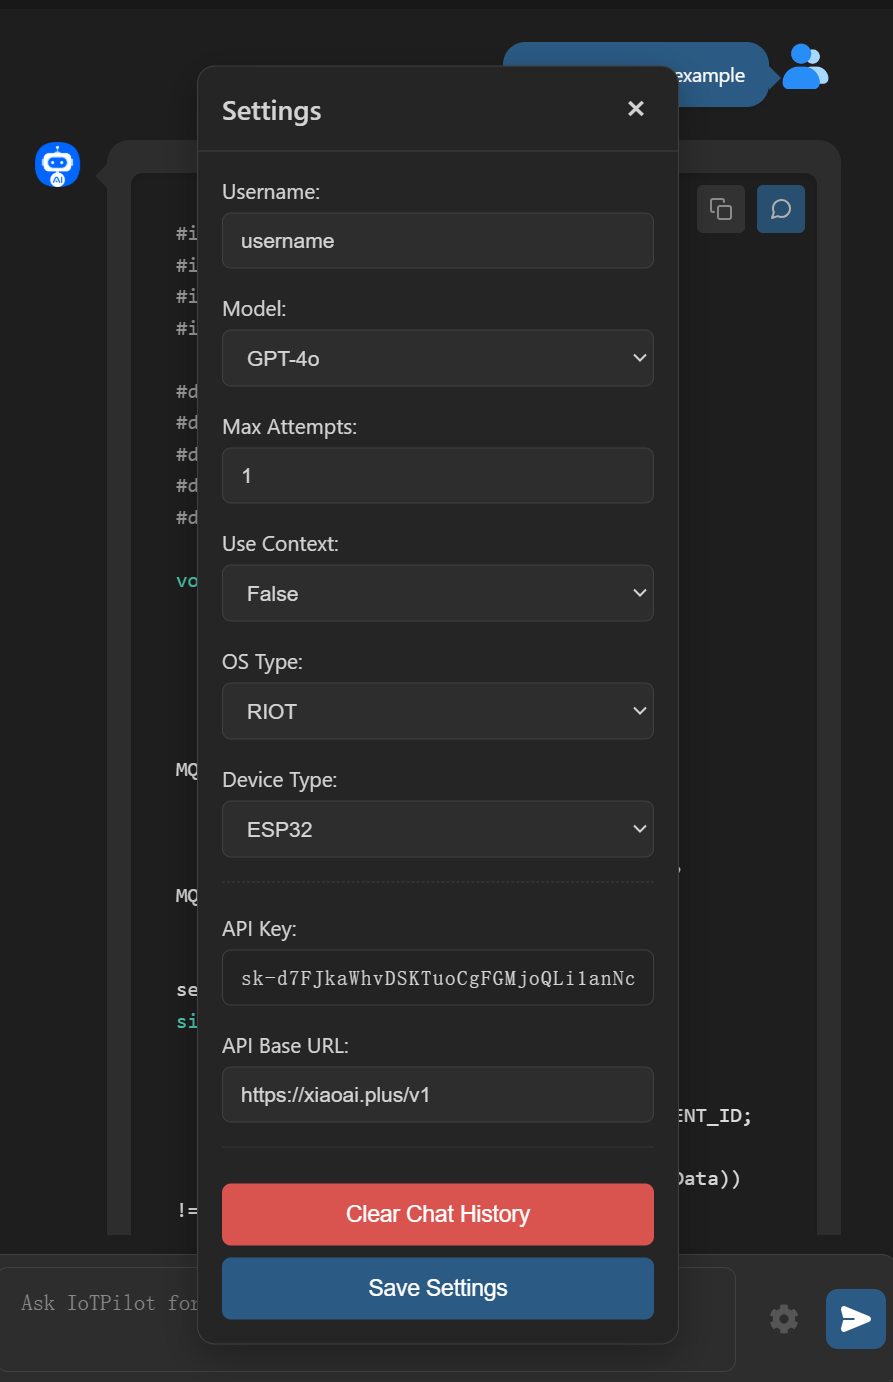 example
Settings
Username:
username
Model:
GPT-4o
Max Attempts:
1
Use Context:
False
OS Type:
RIOT
Device Type:
ESP32
API Key:
sk-d7FJkaWhvDSKTuoCgFGMjoQLi1anNc
API Base URL:
https://xiaoai.plus/v1
Clear Chat History
Save Settings
AI
#i
#i
#i
#i
#d
#d
#d
#d
#d
vo
MQ
MQ
se
si
ENT_ID;
Data))
!=
Ask IoTPilot for